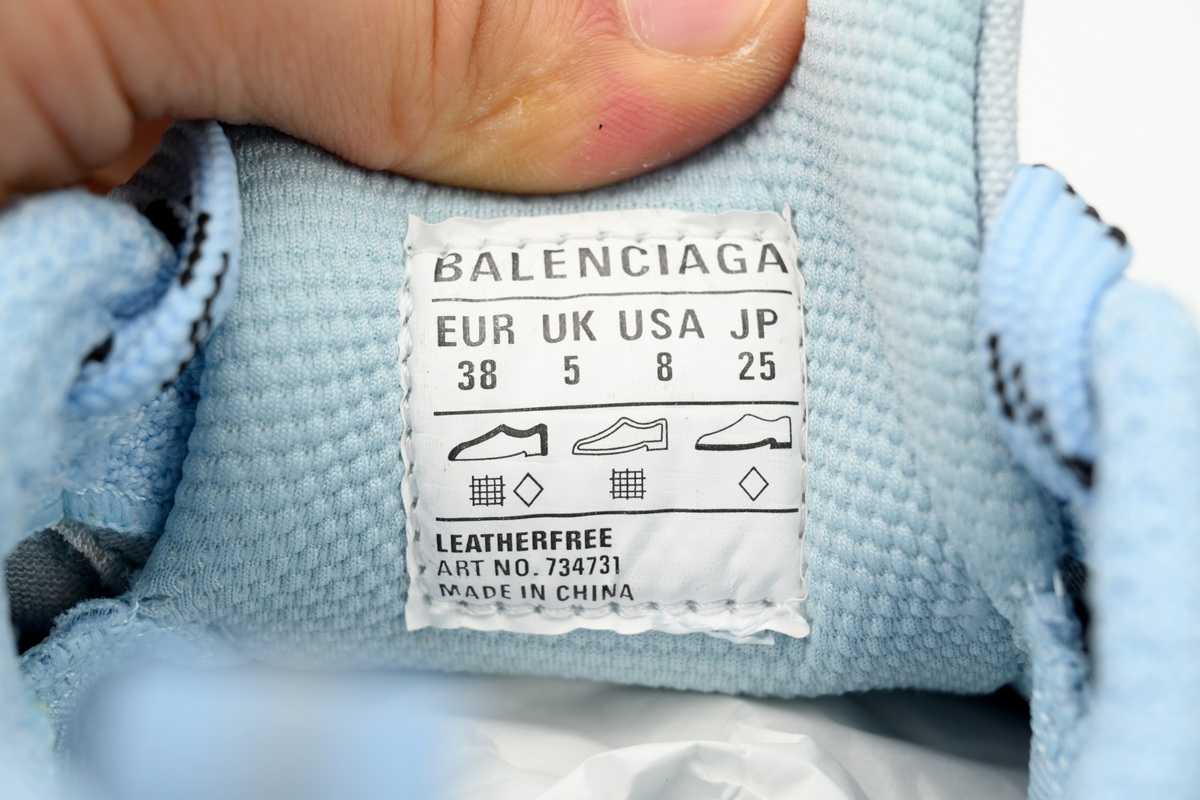 BALENCIAGA
EUR UK USA JP
38 5 8 25
LEATHERFREE
ART NO. 734731
MADE IN CHINA